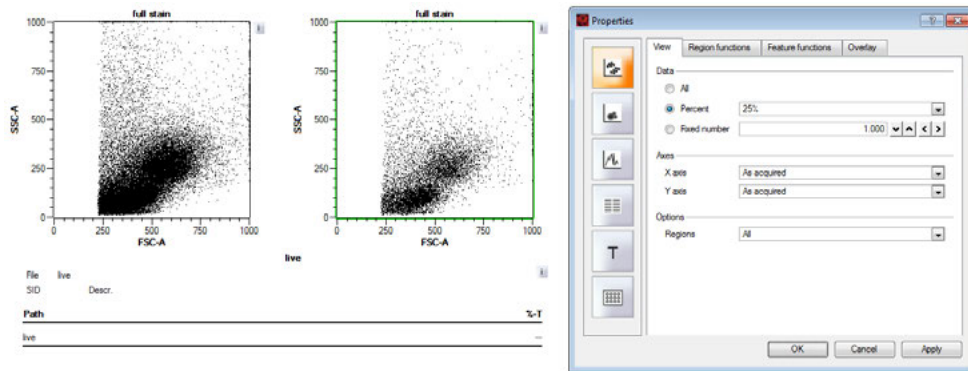 full stain
1000
750
500
250
0
SSC-A
0 250 500 750 1000
FSC-A
i
full stain
1000
750
500
250
0
SSC-A
0 250 500 750 1000
FSC-A
i
live
File live
i
SID Descr.
Path %-T
live ---
Properties
?
View Region functions Feature functions Overlay
Data
All
Percent 25%
Fixed number 1.000
Axes
X axis As acquired
Y axis As acquired
Options
Regions All
T
OK Cancel Apply